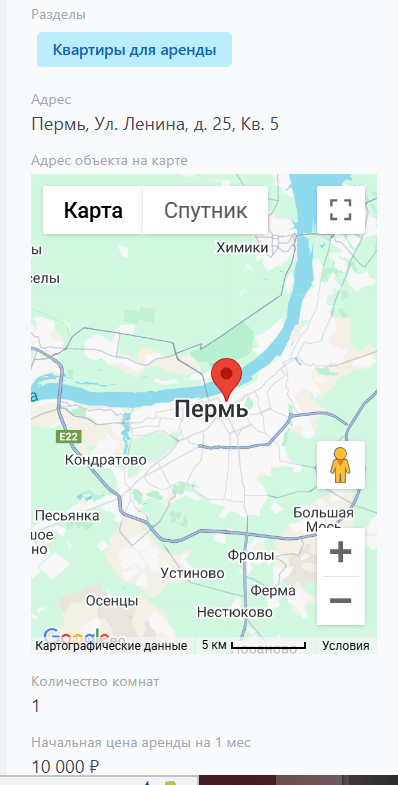 Разделы
Квартиры для аренды
Адрес
Пермь, Ул. Ленина, д. 25, Кв. 5
Адрес объекта на карте
Карта
Спутник
Химики
ы
селы
а
Пермь
E22
Кондратово
Песьянка
Большая
Мось
шое
но
Фролы
Устиново
Ферма
Осенцы
Нестюково
Google
Картографические данные
5 км
Условия
Количество комнат
1
Начальная цена аренды на 1 мес
10 000 ₽